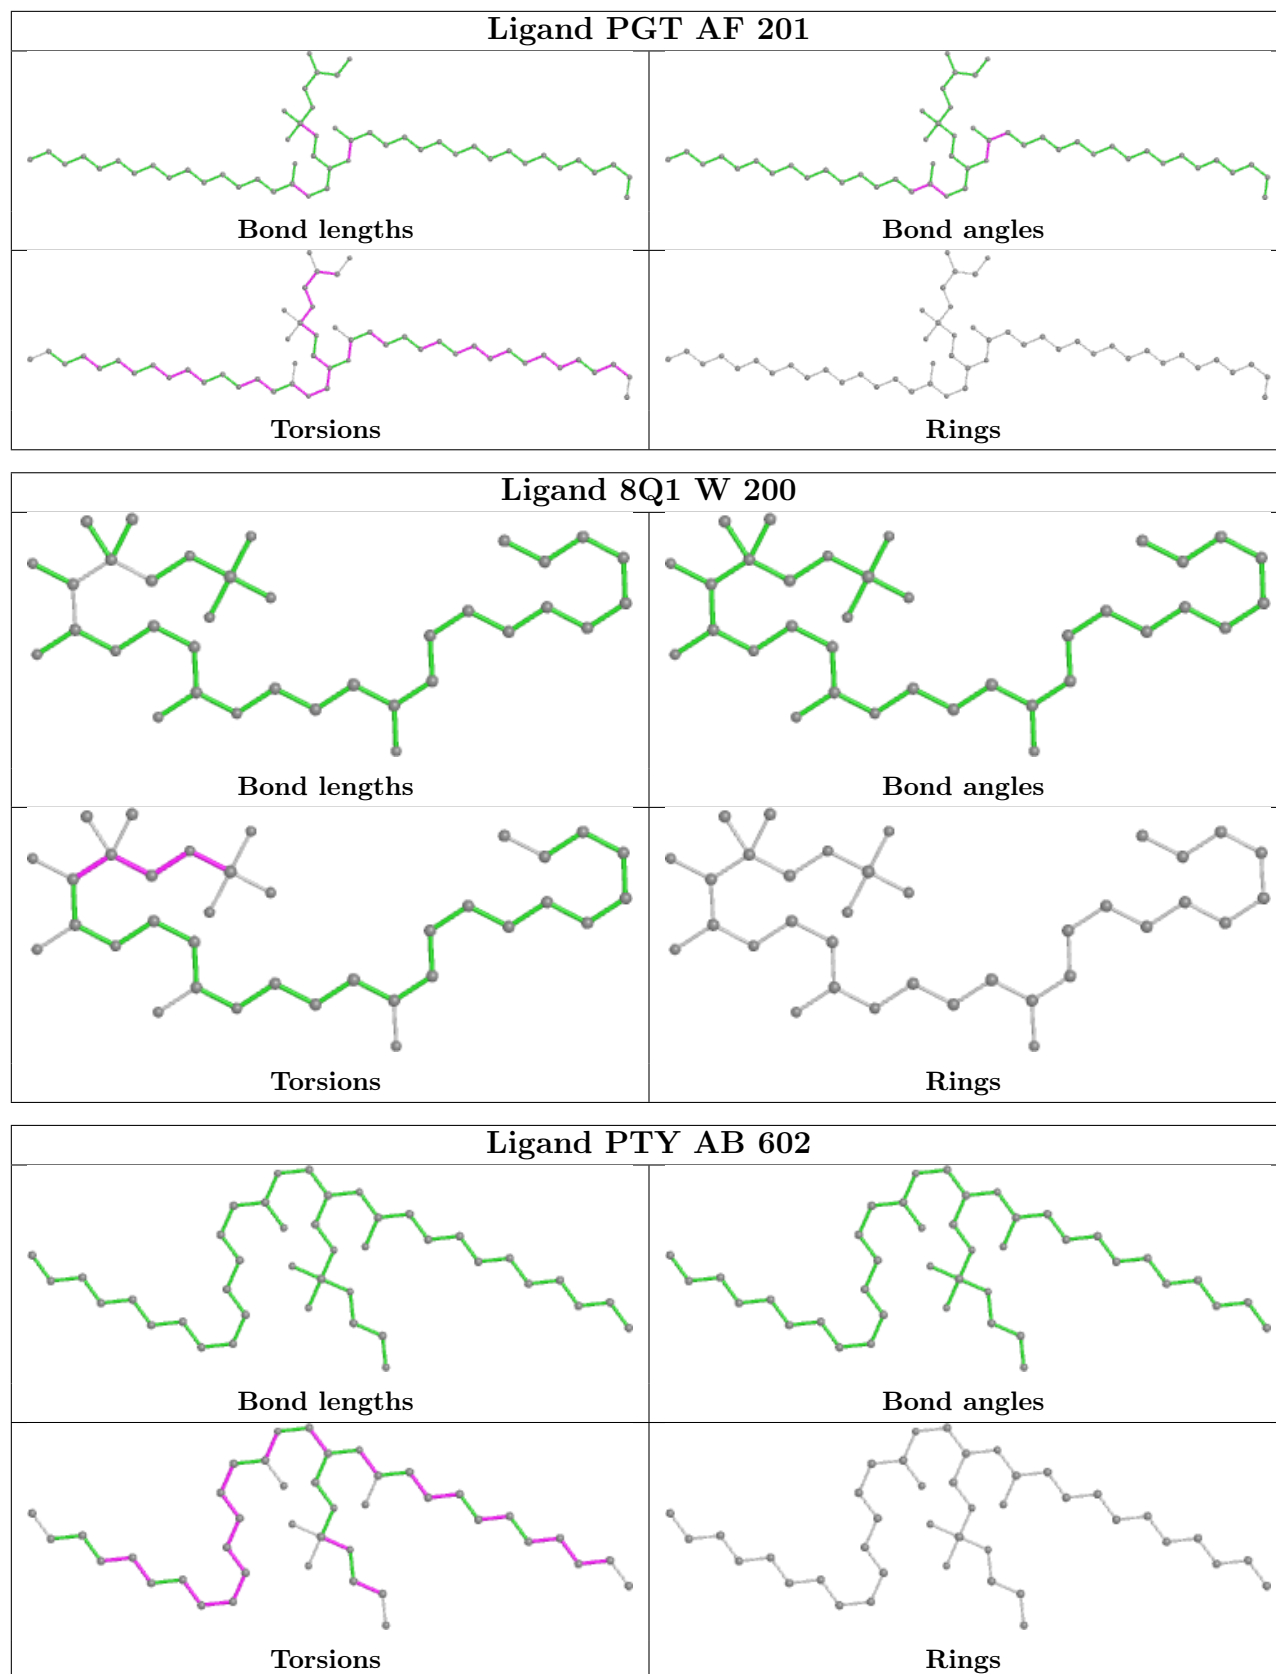 Ligand PGT AF 201
Bond lengths
Bond angles
Torsions
Rings
Ligand 8Q1 W 200
Bond lengths
Bond angles
Torsions
Rings
Ligand PTY AB 602
Bond lengths
Bond angles
Torsions
Rings